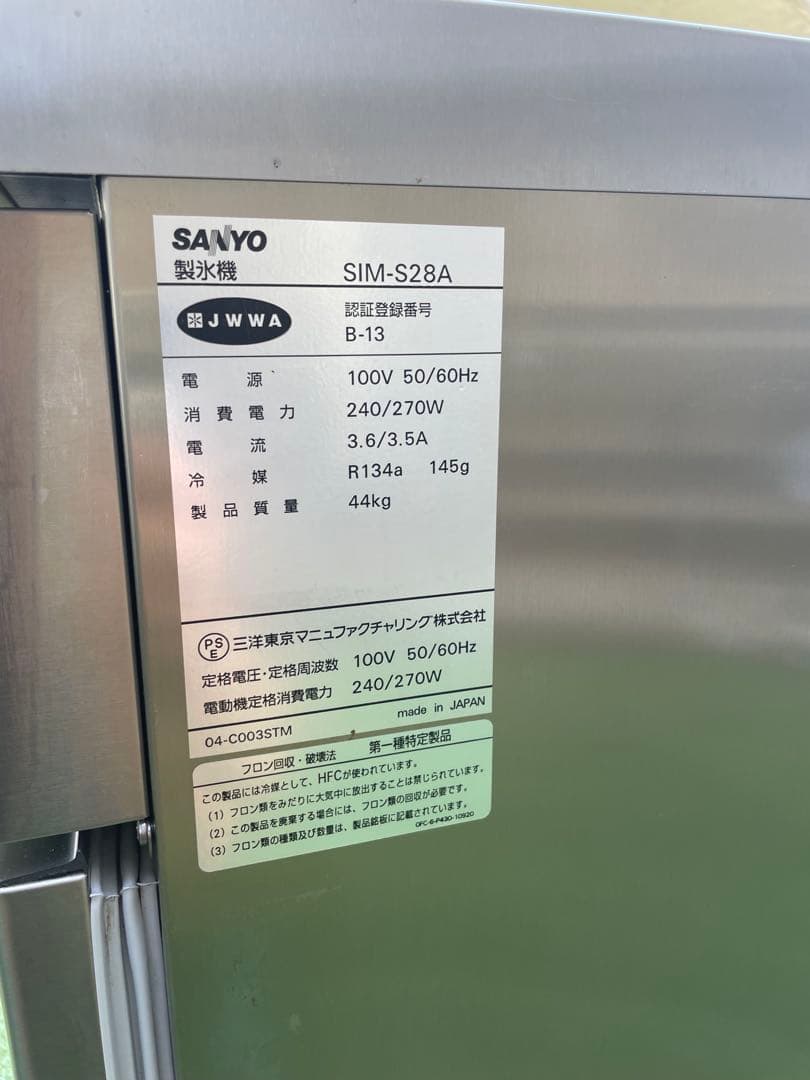 SANYO
製氷機 SIM-S28A
JWWA 認証登録番号
B-13
電源 100V 50/60Hz
消費電力 240/270W
電流 3.6/3.5A
冷媒 R134a 145g
製品質量 44kg
PSE 三洋東京マニュファクチャリング株式会社
定格電圧・定格周波数 100V 50/60Hz
電動機定格消費電力 240/270W
04-C003STM made in JAPAN
フロン回収・破壊法 第一種特定製品
この製品には冷媒として、HFCが使われています。
(1) フロン類をみだりに大気中に放出することは禁じられています。
(2) この製品を廃棄する場合には、フロン類の回収が必要です。
(3) フロン類の種類及び数量は、製品銘板に記載されています。